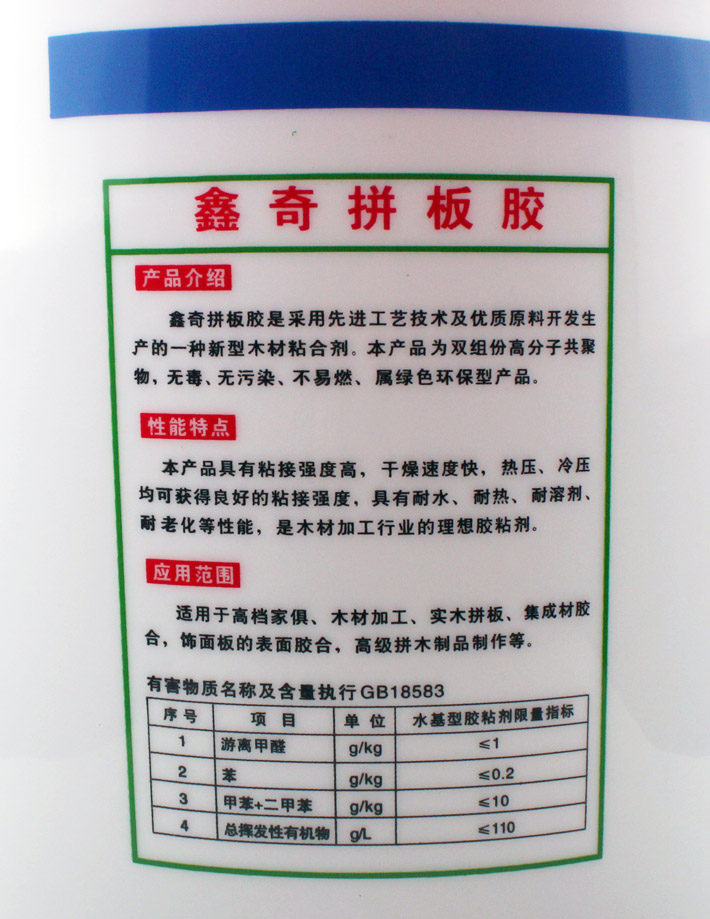 鑫奇拼板胶
产品介绍
鑫奇拼板胶是采用先进工艺技术及优质原料开发生
产的一种新型木材粘合剂。本产品为双组份高分子共聚
物，无毒、无污染、不易燃、属绿色环保型产品。
性能特点
本产品具有粘接强度高，干燥速度快，热压、冷压
均可获得良好的粘接强度，具有耐水、耐热、耐溶剂、
耐老化等性能，是木材加工行业的理想胶粘剂。
应用范围
适用于高档家俱、木材加工、实木拼板、集成材胶
合，饰面板的表面胶合，高级拼木制品制作等。
有害物质名称及含量执行GB18583
序号 项目 单位 水基型胶粘剂限量指标
1 游离甲醛 g/kg ≤1
2 苯 g/kg ≤0.2
3 甲苯+二甲苯 g/kg ≤10
4 总挥发性有机物 g/L ≤110